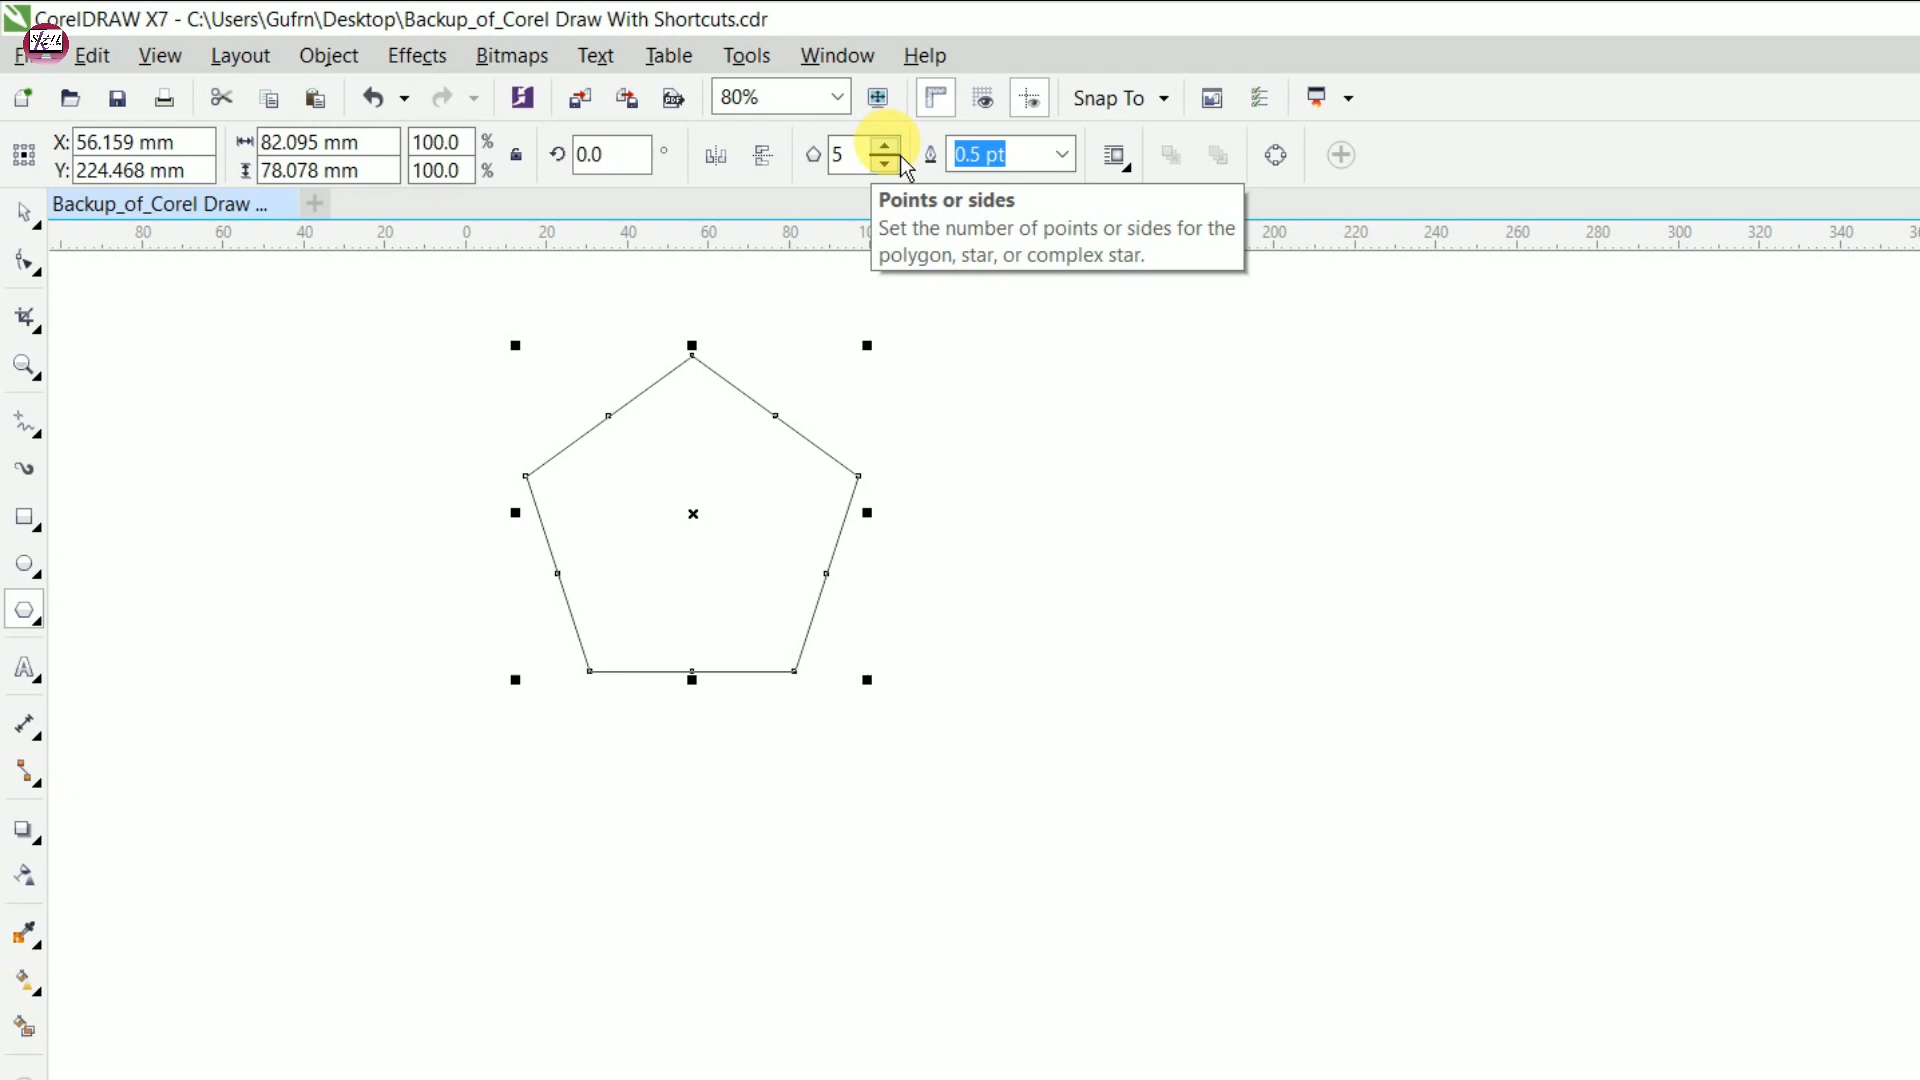 CorelDRAW X7 - C:\Users\Gufrn\Desktop\Backup_of_Corel Draw With Shortcuts.cdr
Edit View Layout Object Effects Bitmaps Text Table Tools Window Help
80% Snap To
X: 56.159 mm 82.095 mm 100.0 % 0.0 ° 5 0.5 pt
Y: 224.468 mm 78.078 mm 100.0 %
Backup_of_Corel Draw ...
Points or sides
Set the number of points or sides for the
polygon, star, or complex star.
80 60 40 20 0 20 40 60 80 200 220 240 260 280 300 320 340